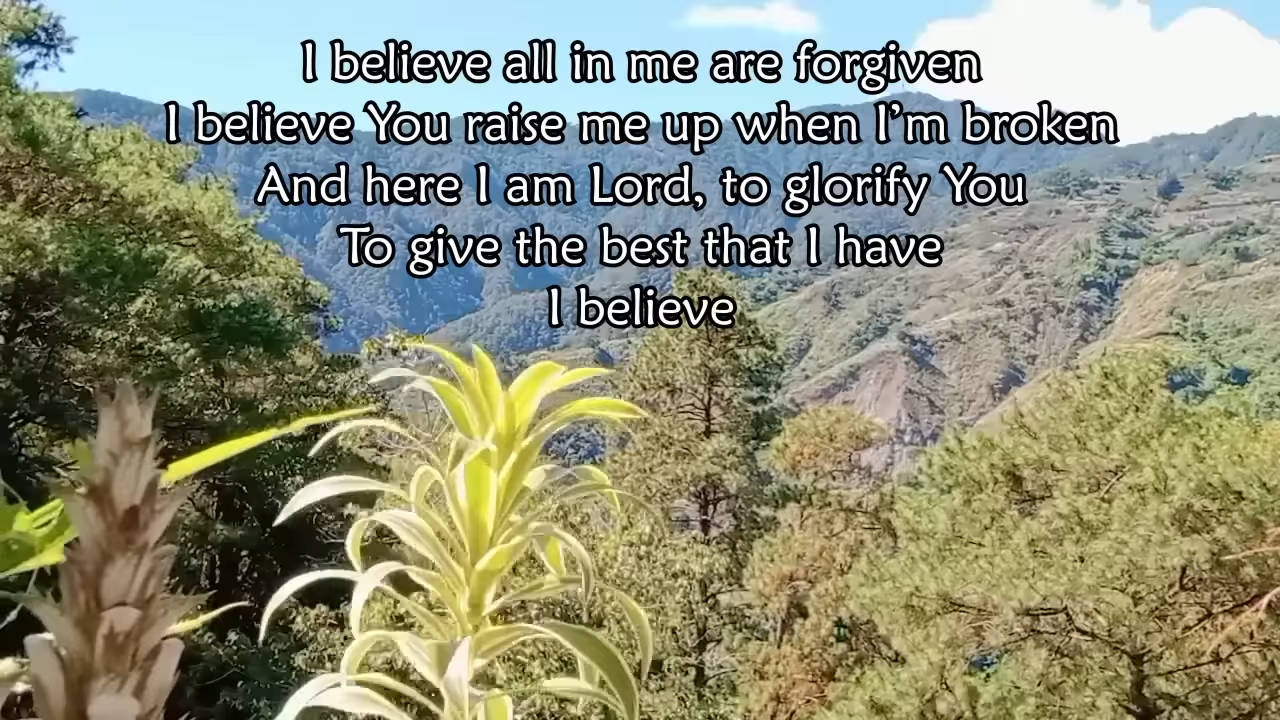 I believe all in me are forgiven
I believe You raise me up when I'm broken
And here I am Lord, to glorify You
To give the best that I have
I believe